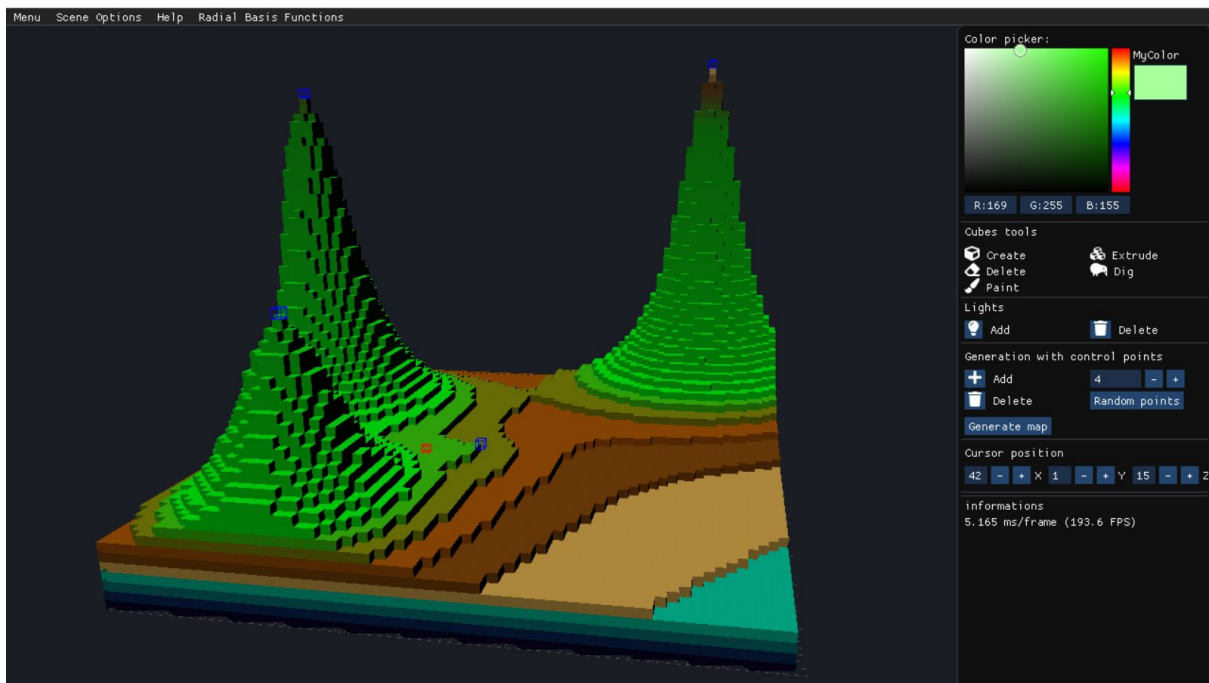 Menu Scene Options Help Radial Basis Functions
Color picker:
MyColor
R:169 G:255 B:155
Cubes tools
Create Extrude
Delete Dig
Paint
Lights
Add Delete
Generation with control points
Add 4 - +
Delete Random points
Generate map
Cursor position
42 - + X 1 - + Y 15 - + Z
informations
5.165 ms/frame (193.6 FPS)